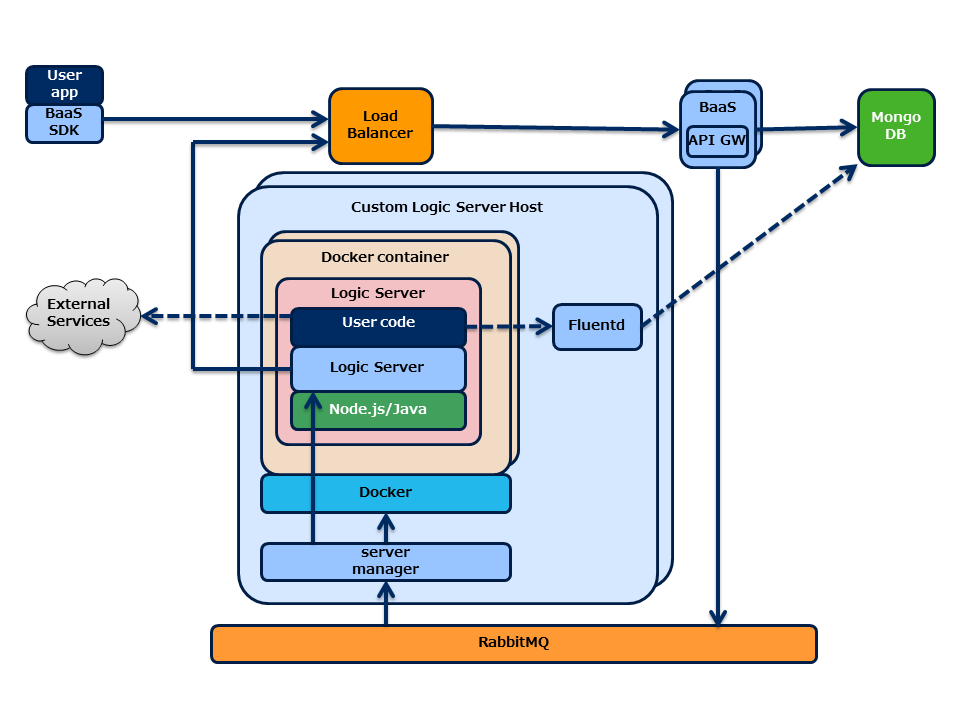 User
app
BaaS
SDK
Load
Balancer
BaaS
API GW
Mongo
DB
Custom Logic Server Host
Docker container
Logic Server
User code
Logic Server
Node.js/Java
External
Services
Fluentd
Docker
server
manager
RabbitMQ